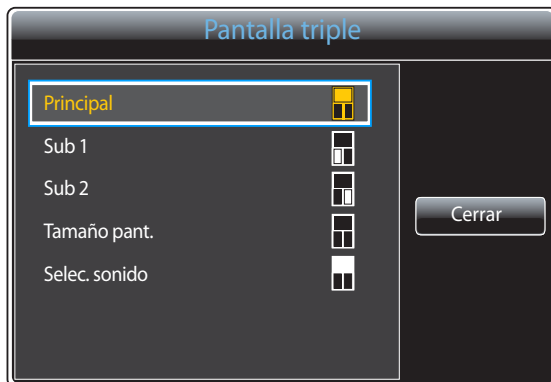 Pantalla triple
Principal
Sub 1
Sub 2
Tamaño pant.
Selec. sonido
Cerrar